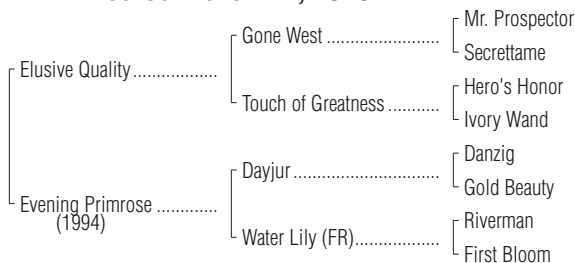 Mr. Prospector
Gone West
Secrettame
Elusive Quality
Hero's Honor
Touch of Greatness
Ivory Wand
Danzig
Dayjur
Gold Beauty
Evening Primrose
(1994)
Riverman
Water Lily (FR)
First Bloom